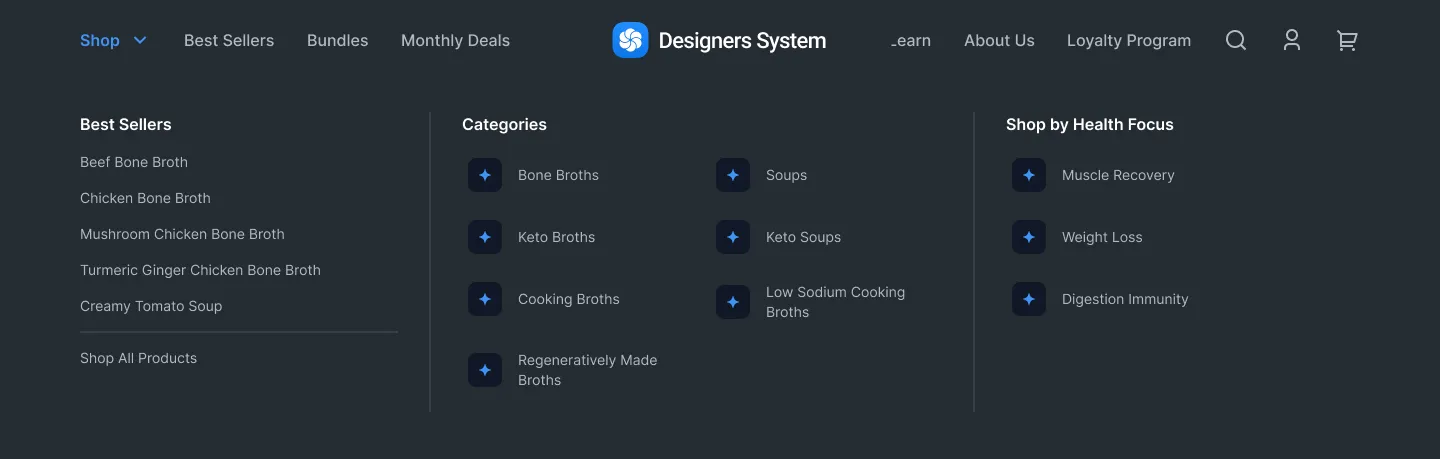 Shop
Best Sellers
Bundles
Monthly Deals
Designers System
earn
About Us
Loyalty Program
Best Sellers
Beef Bone Broth
Chicken Bone Broth
Mushroom Chicken Bone Broth
Turmeric Ginger Chicken Bone Broth
Creamy Tomato Soup
Shop All Products
Categories
Bone Broths
Soups
Keto Broths
Keto Soups
Cooking Broths
Low Sodium Cooking
Broths
Regeneratively Made
Broths
Shop by Health Focus
Muscle Recovery
Weight Loss
Digestion Immunity